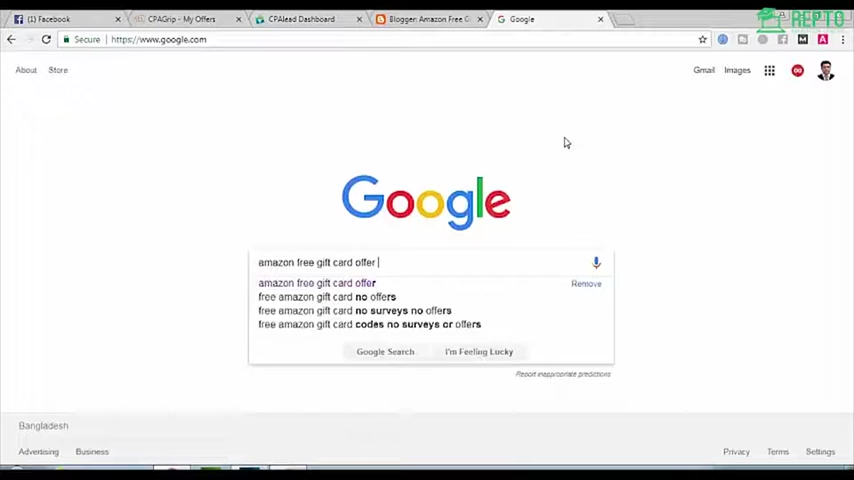 Facebook
CPAGrip - My Offers
CPAlead Dashboard
Blogger: Amazon Free G
Google
REPTO
Secure
https://www.google.com
About
Store
Gmail
Images
Google
amazon free gift card offer
amazon free gift card offer
Remove
free amazon gift card no offers
free amazon gift card no surveys no offers
free amazon gift card codes no surveys or offers
Google Search
I'm Feeling Lucky
Report inappropriate predictions
Bangladesh
Advertising
Business
Privacy
Terms
Settings